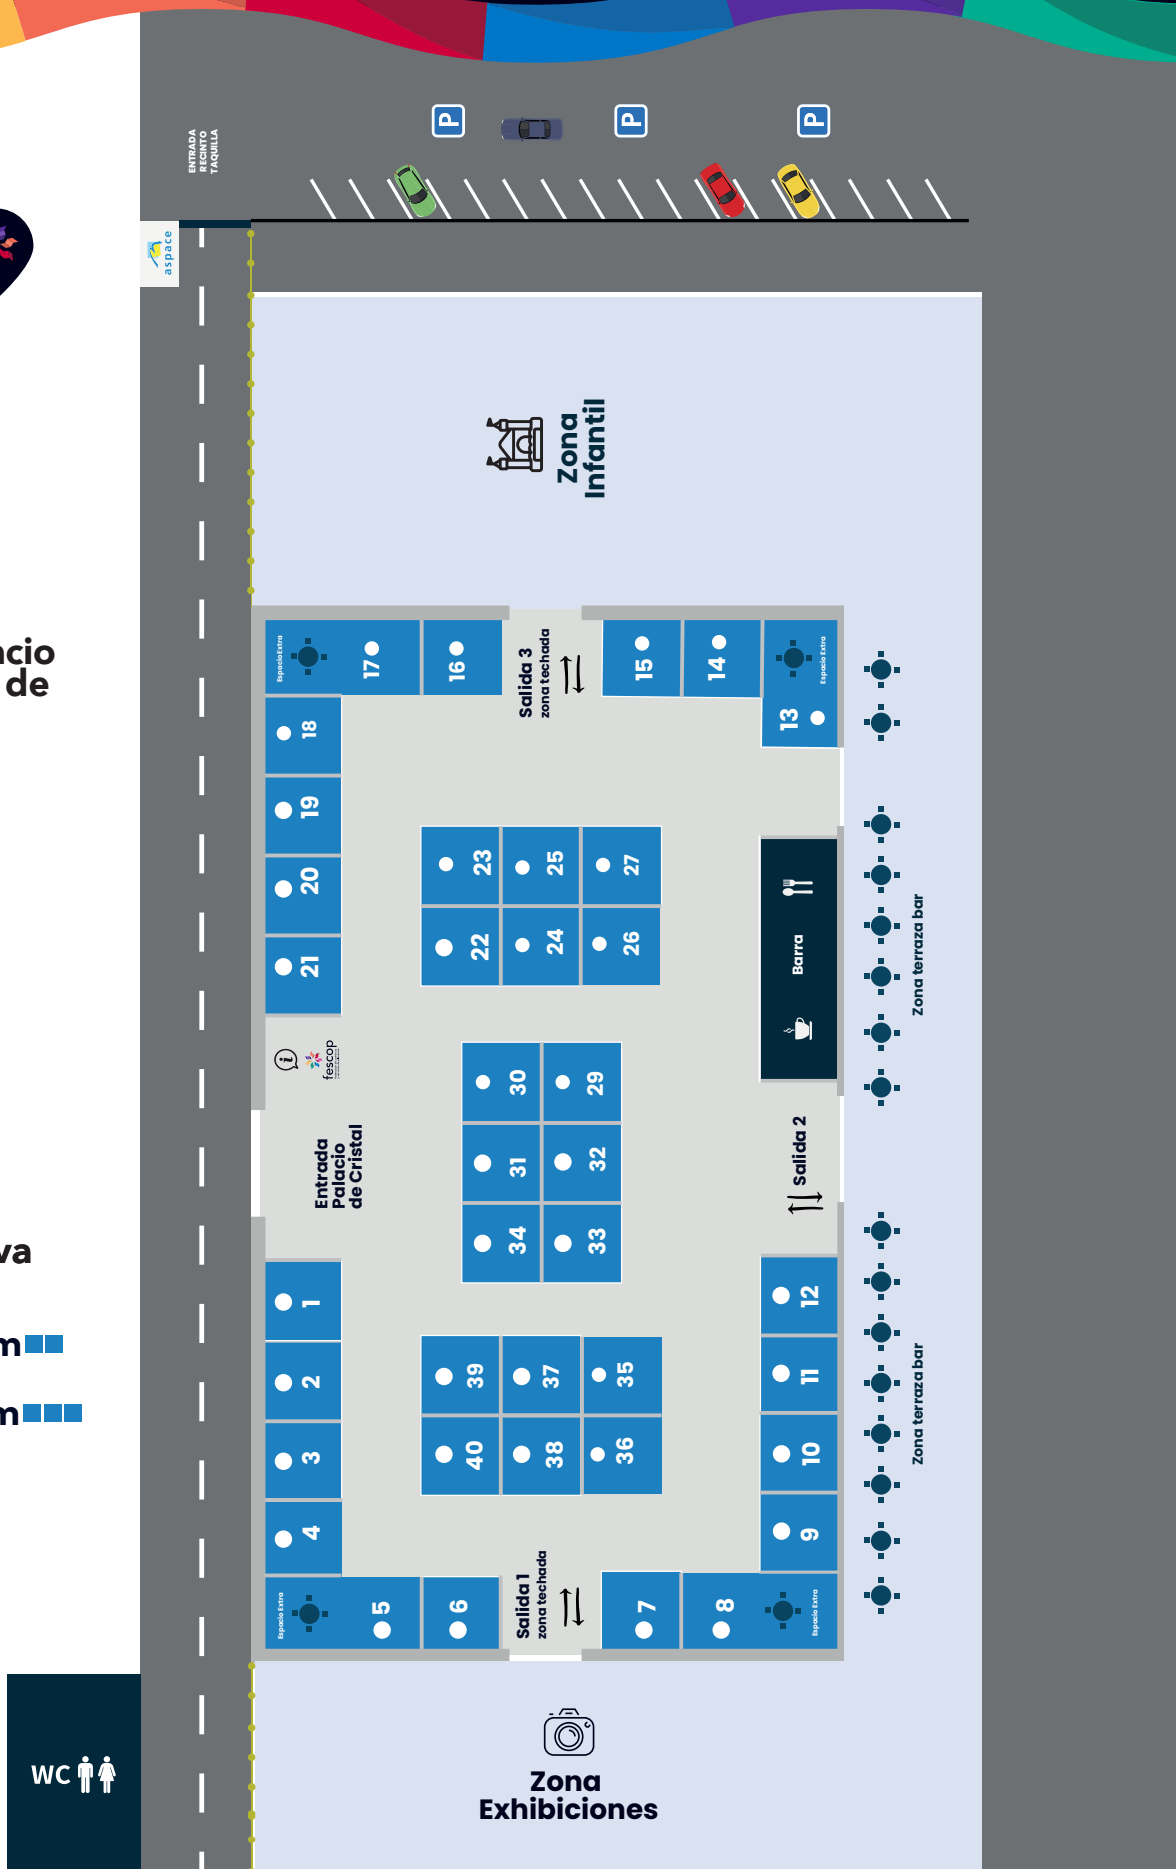 P
P
P
ENTRADA
RECINTO
TAQUILLA
aspace
Zona
Infantil
Espacio Extra
17
16
Salida 3
zona techada
15
14
Espacio Extra
13
18
19
20
21
23
25
27
22
24
26
Barra
Zona terraza bar
i
fescop
Entrada
Palacio
de Cristal
30
29
31
32
34
33
Salida 2
1
2
3
4
39
37
35
40
38
36
12
11
10
9
Zona terraza bar
Espacio Extra
5
6
Salida 1
zona techada
7
8
Espacio Extra
Zona
Exhibiciones
WC
de